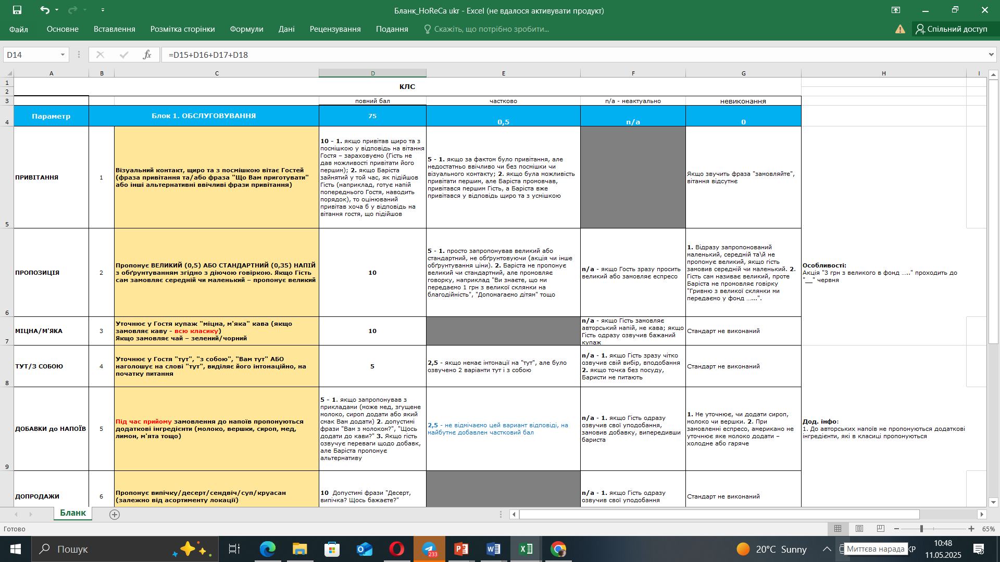 Бланк_HoReCa ukr - Excel (не вдалося активувати продукт)
Файл Основне Вставлення Розмітка сторінки Формули Дані Рецензування Подання Скажіть, що потрібно зробити... Спільний доступ
D14 fx =D15+D16+D17+D18
A B C D E F G H I
1
КЛС
2
3 повний бал частково n/a - неактуально невиконання
4 Параметр Блок 1. ОБСЛУГОВУВАННЯ 75 0,5 n/a 0
5
ПРИВІТАННЯ
1
Візуальний контакт, щиро та з посмішкою вітає Гостей
(фраза привітання та/або фраза "Що Вам приготувати"
або інші альтернативні ввічливі фрази привітання)
10 - 1. якщо привітав щиро та з
посмішкою у відповідь на вітання
Гостя – зараховуємо (Гість не
дав можливості привітати його
першим); 2. якщо Баріста
зайнятий у той час, як підійшов
Гість (наприклад, готує напій
попереднього Гостя, наводить
порядок), то оцінюваний
привітав хоча б у відповідь на
вітання гостя, що підійшов
5 - 1. якщо за фактом було привітання, але
недостатньо ввічливо чи без посмішки чи
візуального контакту; 2. якщо була можливість
привітати першим, але Баріста промовчав,
привітався першим Гість, а Баріста вже
привітався у відповідь щиро та з усмішкою
Якщо звучить фраза "замовляйте",
вітання відсутнє
6
ПРОПОЗИЦІЯ
2
Пропонує ВЕЛИКИЙ (0,5) АБО СТАНДАРТНИЙ (0,35) НАПІЙ
з обґрунтуванням згідно з діючою говіркою. Якщо Гість
сам замовляє середній чи маленький – пропонує великий
10
5 - 1. просто запропонував великий або
стандартний, не обґрунтовуючи (акція чи інше
обґрунтування ціни). 2. Баріста не пропонує
великий чи стандартний, але промовляє
говорку, наприклад "Ви знаєте, що ми
передаємо 1 грн з великої склянки на
благодійність", "Допомагаємо дітям" тощо
n/a - якщо Гость зразу просить
великий або замовляє еспресо
1. Відразу запропонований
маленький, середній та\й не
пропонує великий, якщо гість
замовив середній чи маленький. 2.
Гість сам називає великий, проте
Баріста не промовляє говірку
"Гривню з великої склянки ми
передаємо у фонд ......".
Особливості:
Акція "3 грн з великого в фонд ....." проходить до
"__" червня
7
МІЦНА/М'ЯКА
3
Уточнює у Гостя купаж "міцна, м'яка" кава (якщо
замовляє каву - всю класику)
Якщо замовляє чай – зелений/чорний
10
n/a - якщо Гість замовляє
авторський напій, не кава; якщо
Гість одразу озвучив бажаний
купаж
Стандарт не виконаний
8
ТУТ/З СОБОЮ
4
Уточнює у Гостя "тут", "з собою", "Вам тут" АБО
наголошує на слові "тут", виділяє його інтонаційно, на
початку питання
5
2,5 - якщо немає інтонації на "тут", але було
озвучено 2 варіанти тут і з собою
n/a - 1. якщо Гість зразу чітко
озвучив свій вибір, вподобання
2. якщо точка без посуду,
Баристи не питають
Стандарт не виконаний
9
ДОБАВКИ до НАПОЇВ
5
Під час прийому замовлення до напоїв пропонуються
додаткові інгредієнти (молоко, вершки, сироп, мед,
лимон, м'ята тощо)
5 - 1. якщо запропонував з
прикладами (може мед, згущене
молоко, сироп додати або який
смак Вам додати) 2. допустимі
фрази "Вам з молоком?", "Щось
додати до кави?" 3. Якщо гість
озвучує переваги щодо добавк,
але Баріста пропонує
альтернативу
2,5 - не відмічаємо цей вариант відповіді, на
майбутнє добавлен частковий бал
n/a - 1. якщо Гість одразу
озвучив свої уподобання,
замовив добавку, випередивши
бариста
1. Не уточнює, чи додати сироп,
молоко чи вершки. 2. При
замовленні еспресо, американо не
уточнює яке молоко додати –
холодне або гаряче
Дод. інфо:
1. До авторських напоїв не пропонуються додаткові
інгредієнти, які в класиці пропонуються
ДОПРОДАЖИ
6
Пропонує випічку/десерт/сендвіч/суп/круасан
(залежно від асортименту локації)
10 Допустимі фрази "Десерт,
випічка? Щось бажаєте?"
n/a - 1. якщо Гість одразу
озвучив свої уподобання
Стандарт не виконаний
Бланк
Готово 65%
Пошук 233 20°C Sunny Миттєва нарада КР 10:48
11.05.2025